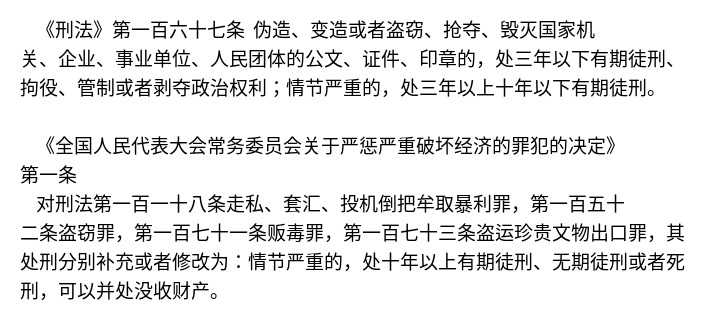 《刑法》第一百六十七条 伪造、变造或者盗窃、抢夺、毁灭国家机
关、企业、事业单位、人民团体的公文、证件、印章的，处三年以下有期徒刑、
拘役、管制或者剥夺政治权利；情节严重的，处三年以上十年以下有期徒刑。
《全国人民代表大会常务委员会关于严惩严重破坏经济的罪犯的决定》
第一条
对刑法第一百一十八条走私、套汇、投机倒把牟取暴利罪，第一百五十
二条盗窃罪，第一百七十一条贩毒罪，第一百七十三条盗运珍贵文物出口罪，其
处刑分别补充或者修改为：情节严重的，处十年以上有期徒刑、无期徒刑或者死
刑，可以并处没收财产。